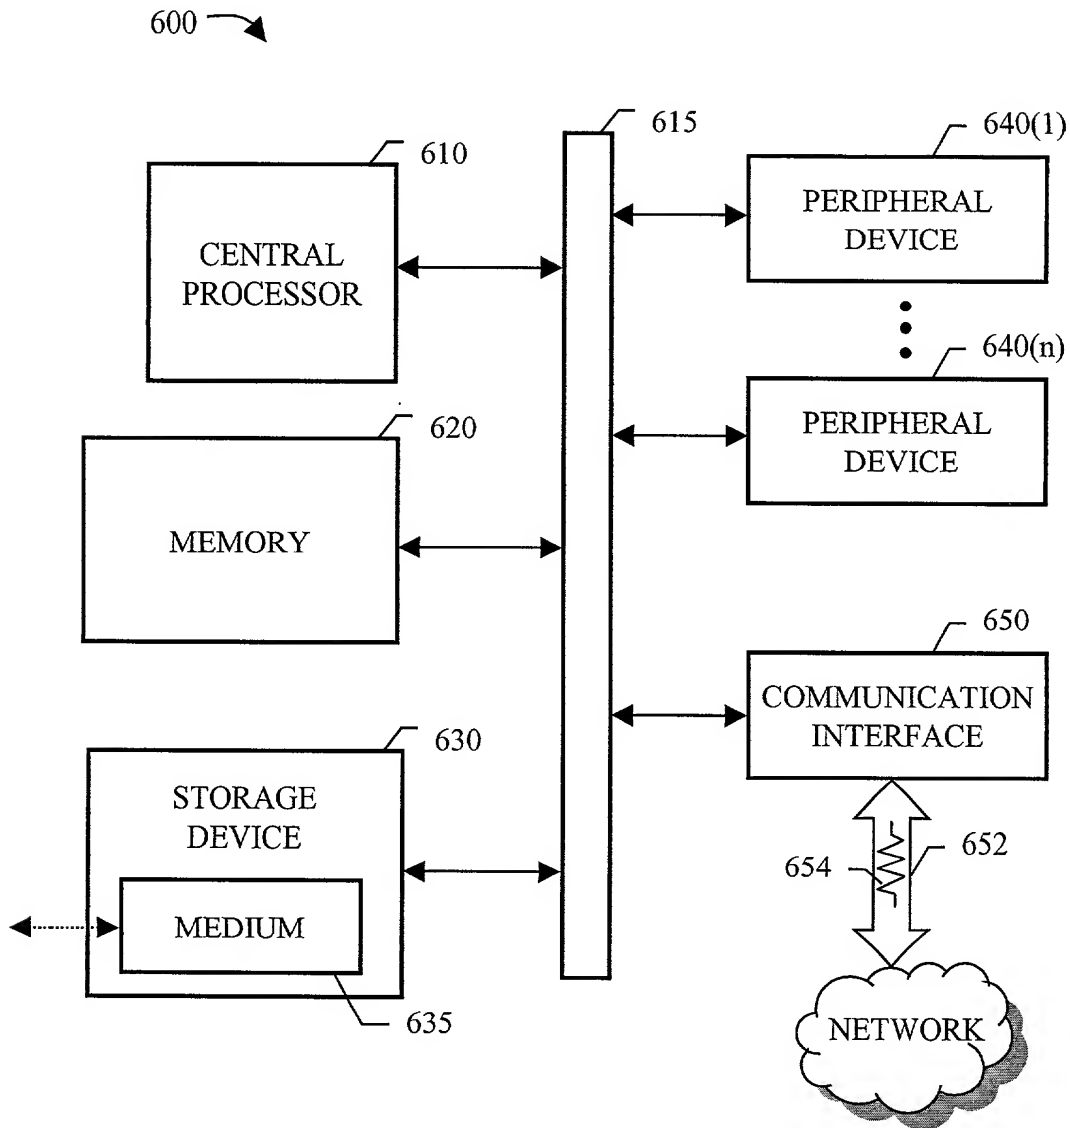 600
615
610
640(1)
CENTRAL
PROCESSOR
PERIPHERAL
DEVICE
640(n)
620
PERIPHERAL
DEVICE
MEMORY
650
630
COMMUNICATION
INTERFACE
STORAGE
DEVICE
654
652
MEDIUM
635
NETWORK